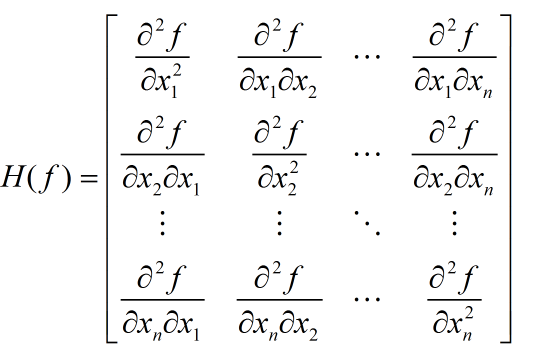 H(f) = [ ∂²f/∂x₁² ∂²f/∂x₁∂x₂ ⋯ ∂²f/∂x₁∂xₙ
∂²f/∂x₂∂x₁ ∂²f/∂x₂² ⋯ ∂²f/∂x₂∂xₙ
⋮ ⋮ ⋱ ⋮
∂²f/∂xₙ∂x₁ ∂²f/∂xₙ∂x₂ ⋯ ∂²f/∂xₙ² ]